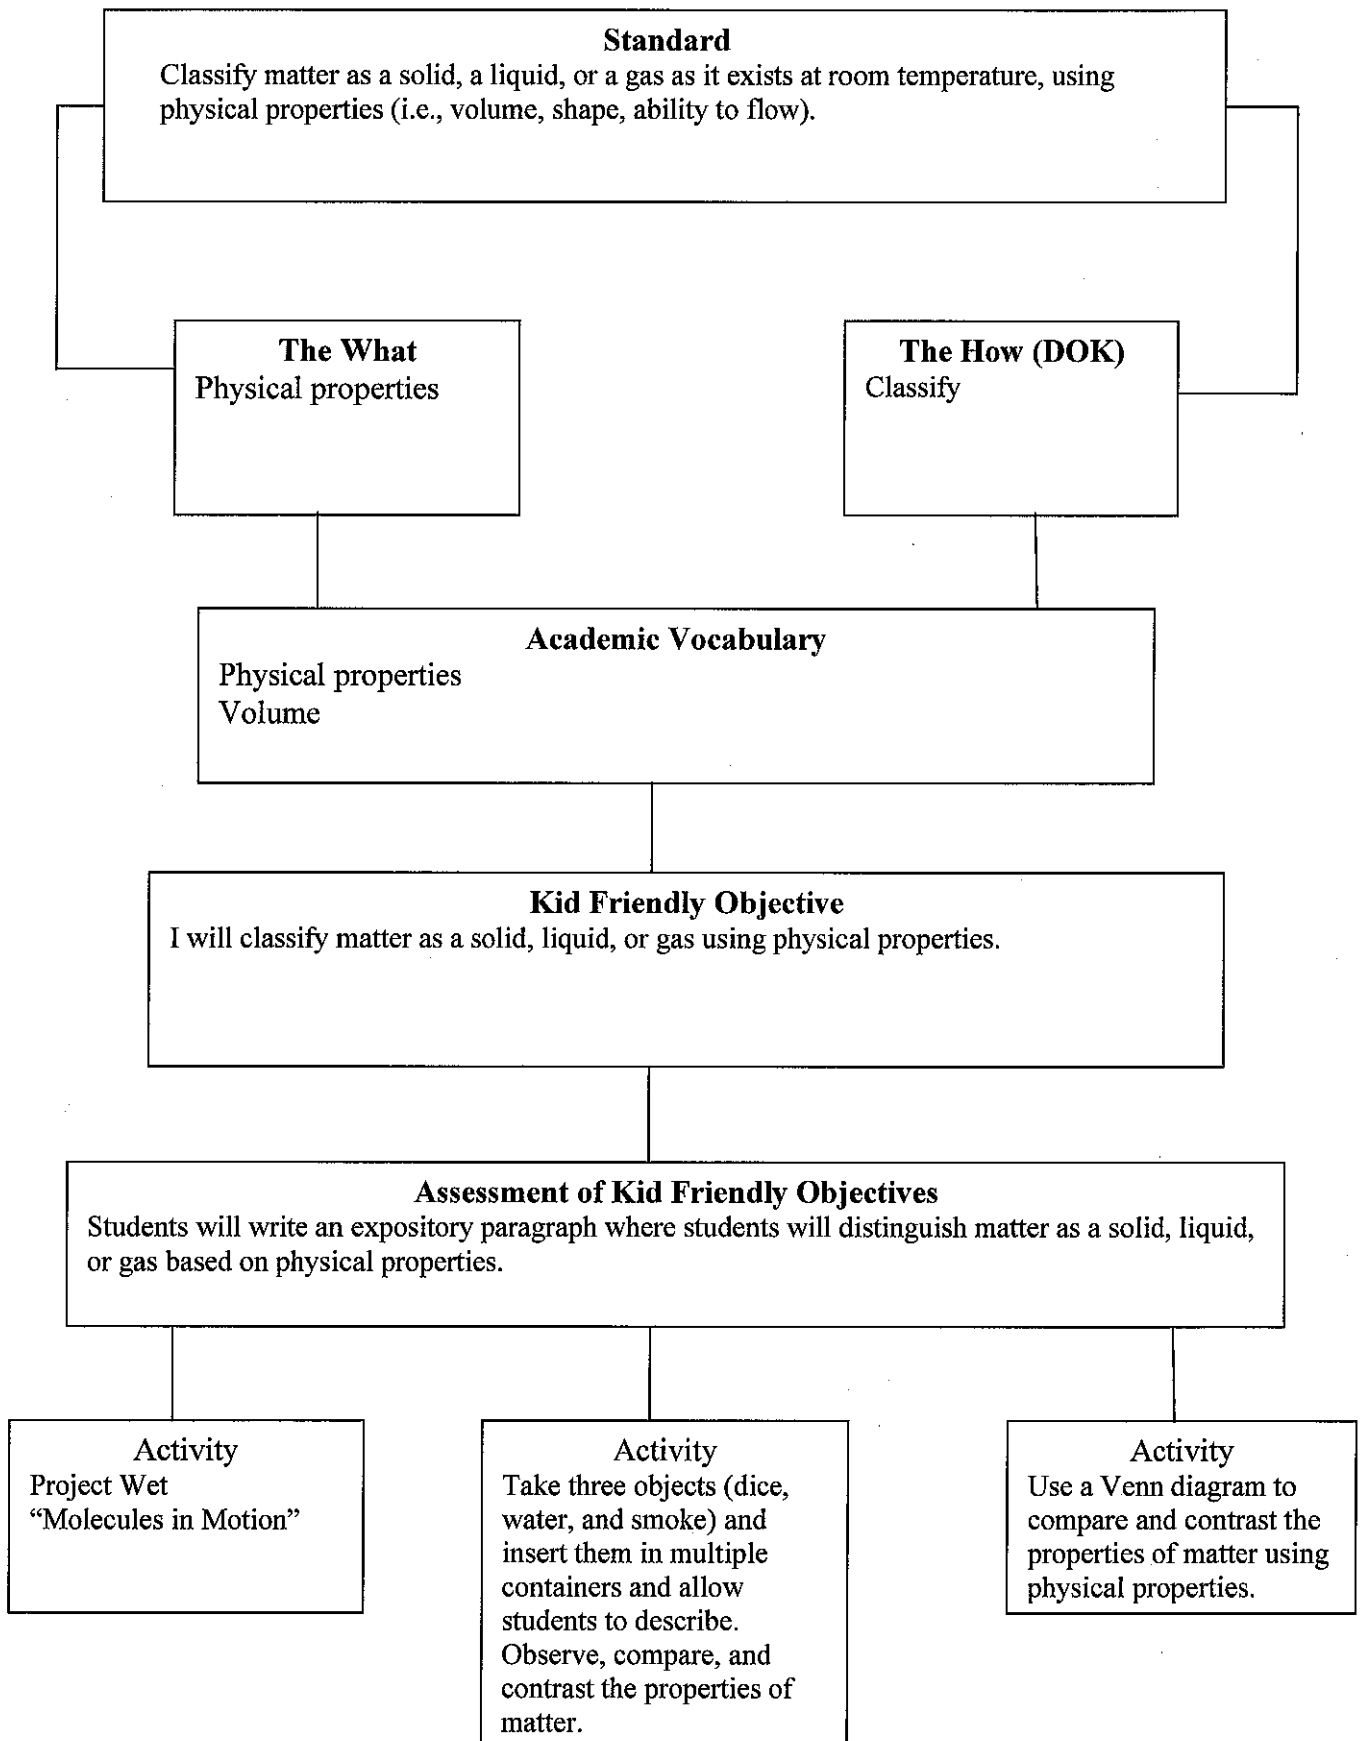 Standard
Classify matter as a solid, a liquid, or a gas as it exists at room temperature, using
physical properties (i.e., volume, shape, ability to flow).
The What
Physical properties
The How (DOK)
Classify
Academic Vocabulary
Physical properties
Volume
Kid Friendly Objective
I will classify matter as a solid, liquid, or gas using physical properties.
Assessment of Kid Friendly Objectives
Students will write an expository paragraph where students will distinguish matter as a solid, liquid,
or gas based on physical properties.
Activity
Project Wet
“Molecules in Motion”
Activity
Take three objects (dice,
water, and smoke) and
insert them in multiple
containers and allow
students to describe.
Observe, compare, and
contrast the properties of
matter.
Activity
Use a Venn diagram to
compare and contrast the
properties of matter using
physical properties.